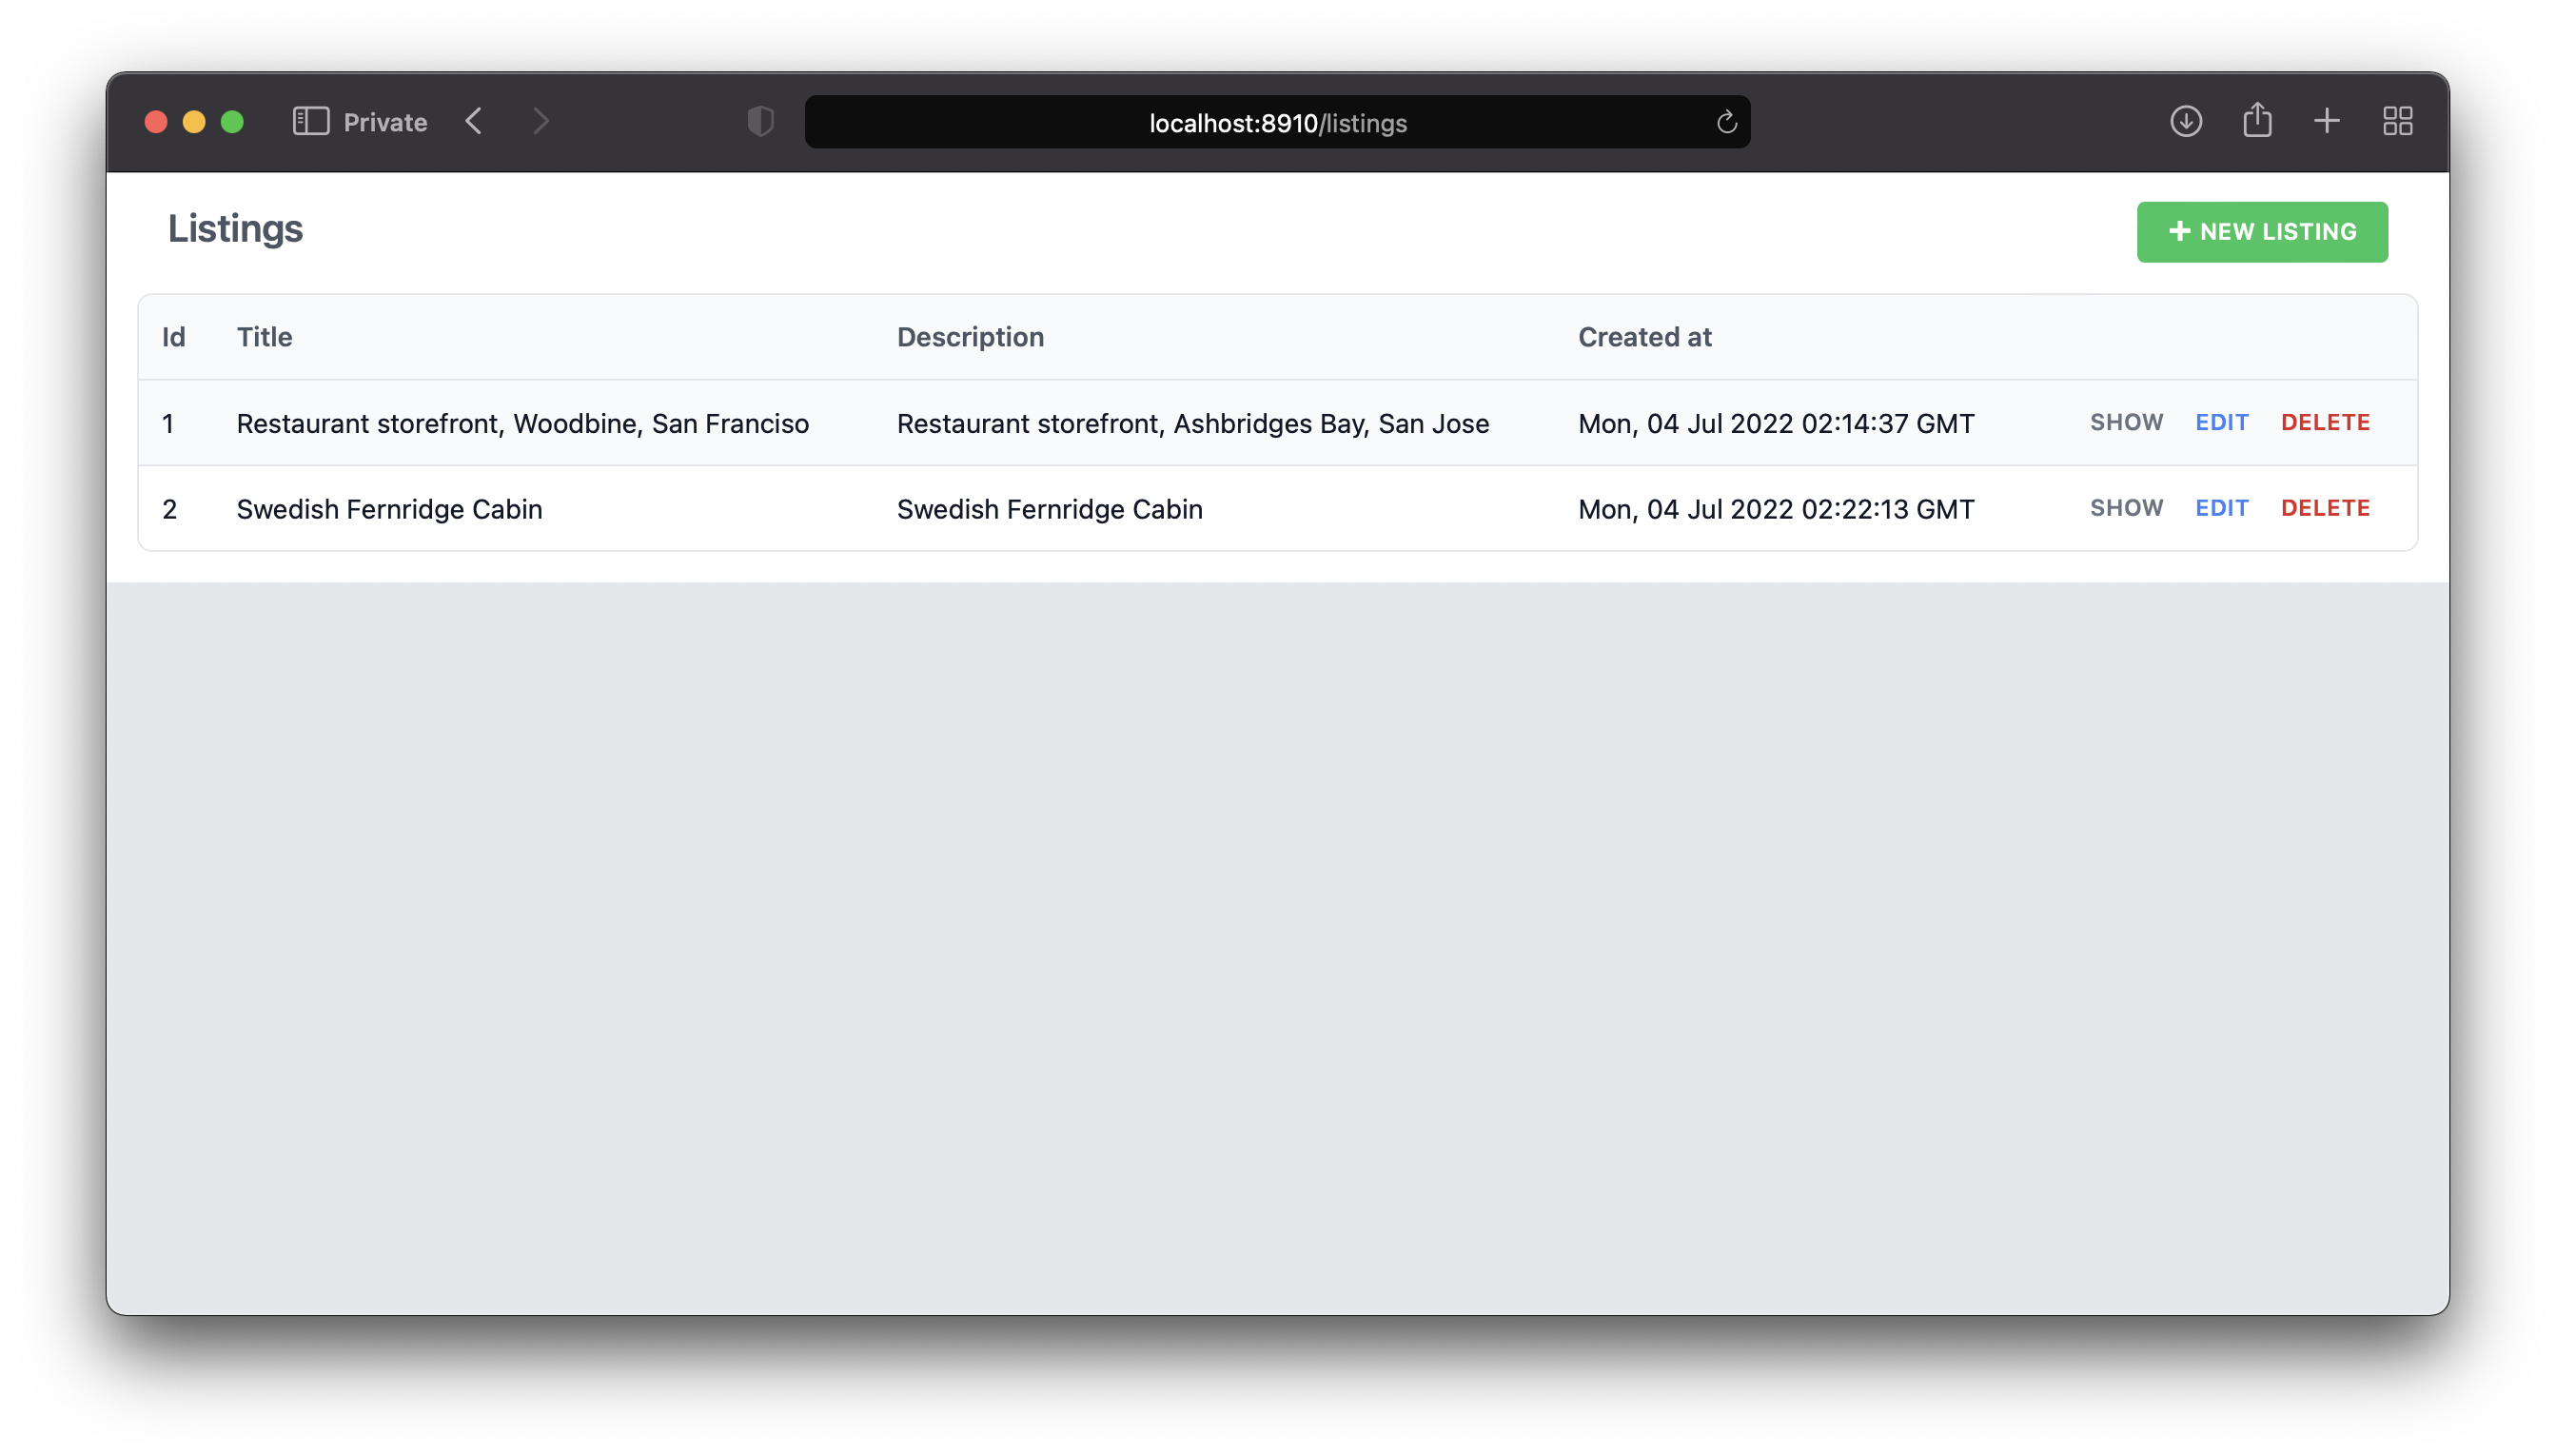 Private
localhost:8910/listings
Listings
NEW LISTING
Id Title Description Created at
1 Restaurant storefront, Woodbine, San Franciso Restaurant storefront, Ashbridges Bay, San Jose Mon, 04 Jul 2022 02:14:37 GMT SHOW EDIT DELETE
2 Swedish Fernridge Cabin Swedish Fernridge Cabin Mon, 04 Jul 2022 02:22:13 GMT SHOW EDIT DELETE